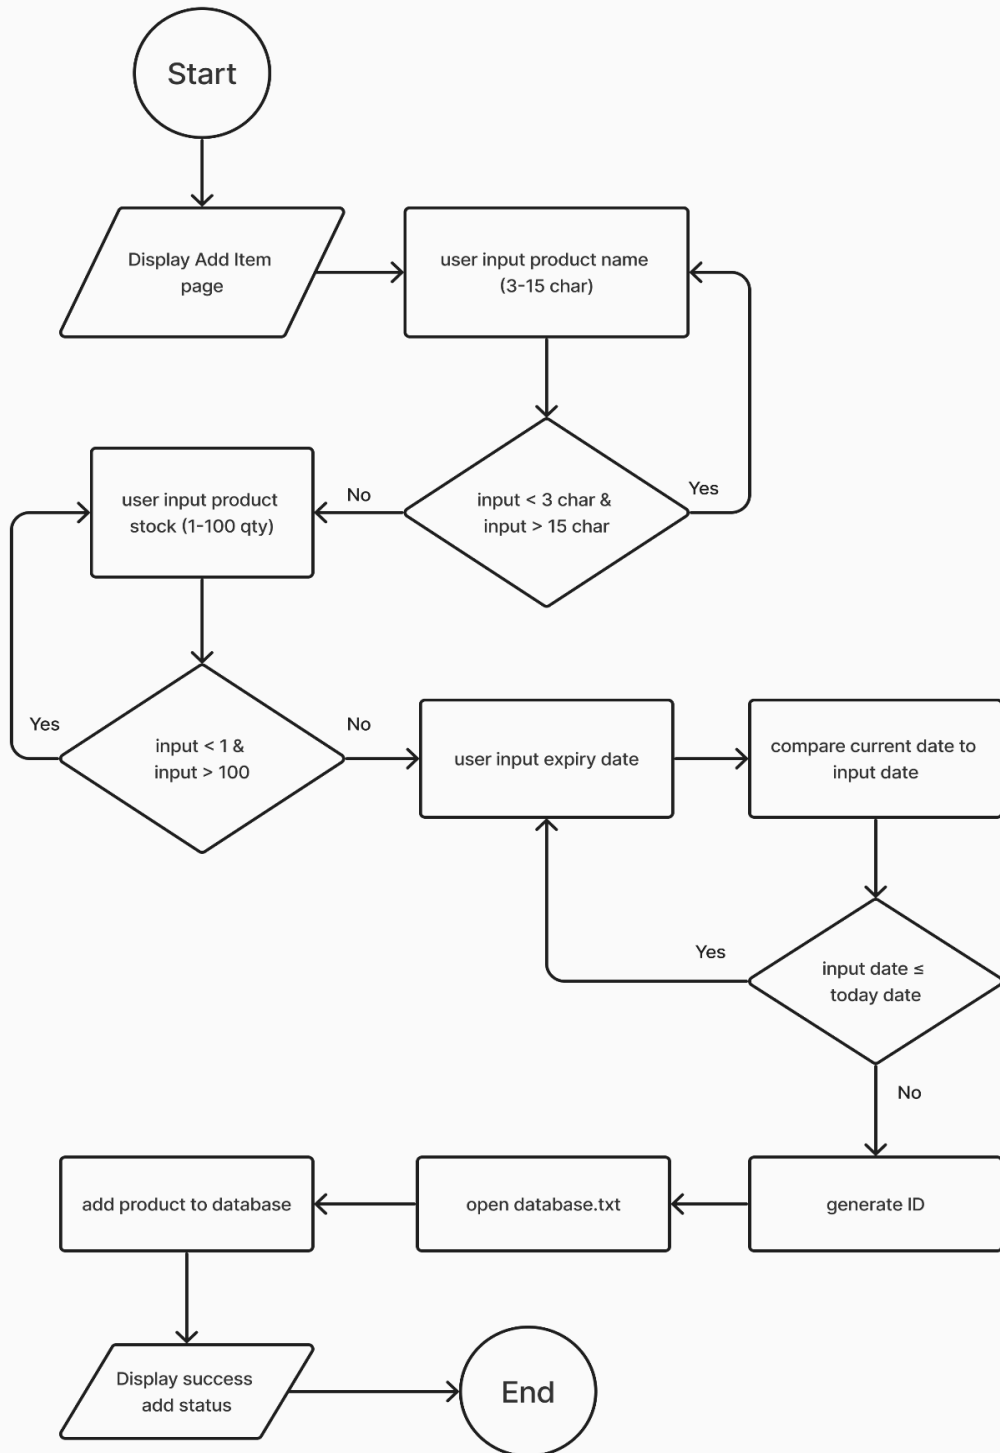 Start
Display Add Item
page
user input product name
(3-15 char)
input < 3 char &
input > 15 char
Yes
No
user input product
stock (1-100 qty)
input < 1 &
input > 100
Yes
No
user input expiry date
compare current date to
input date
input date ≤
today date
Yes
No
generate ID
open database.txt
add product to database
Display success
add status
End